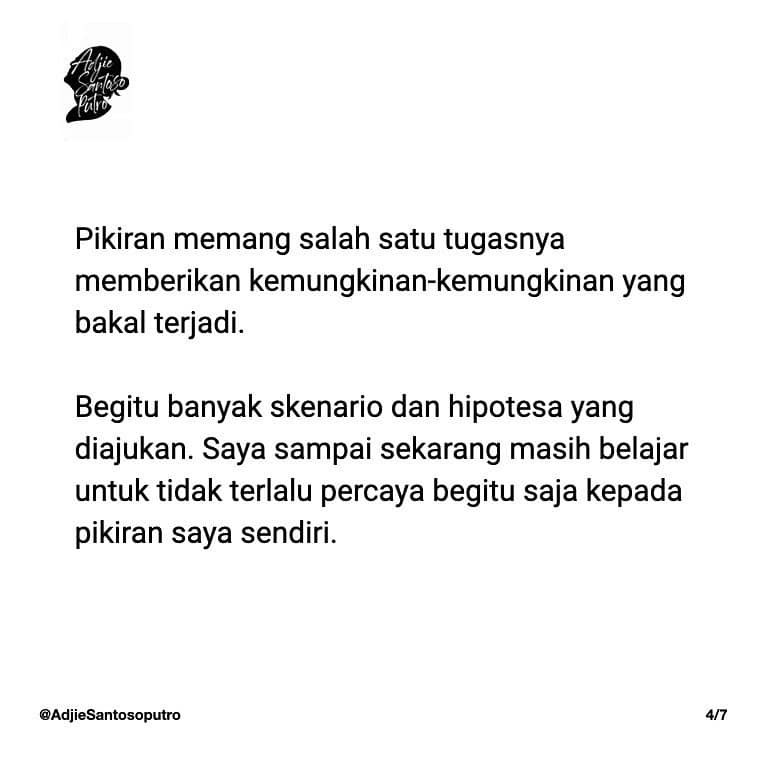 Adjie
Santoso
Putro
Pikiran memang salah satu tugasnya
memberikan kemungkinan-kemungkinan yang
bakal terjadi.
Begitu banyak skenario dan hipotesa yang
diajukan. Saya sampai sekarang masih belajar
untuk tidak terlalu percaya begitu saja kepada
pikiran saya sendiri.
@AdjieSantosoputro
4/7